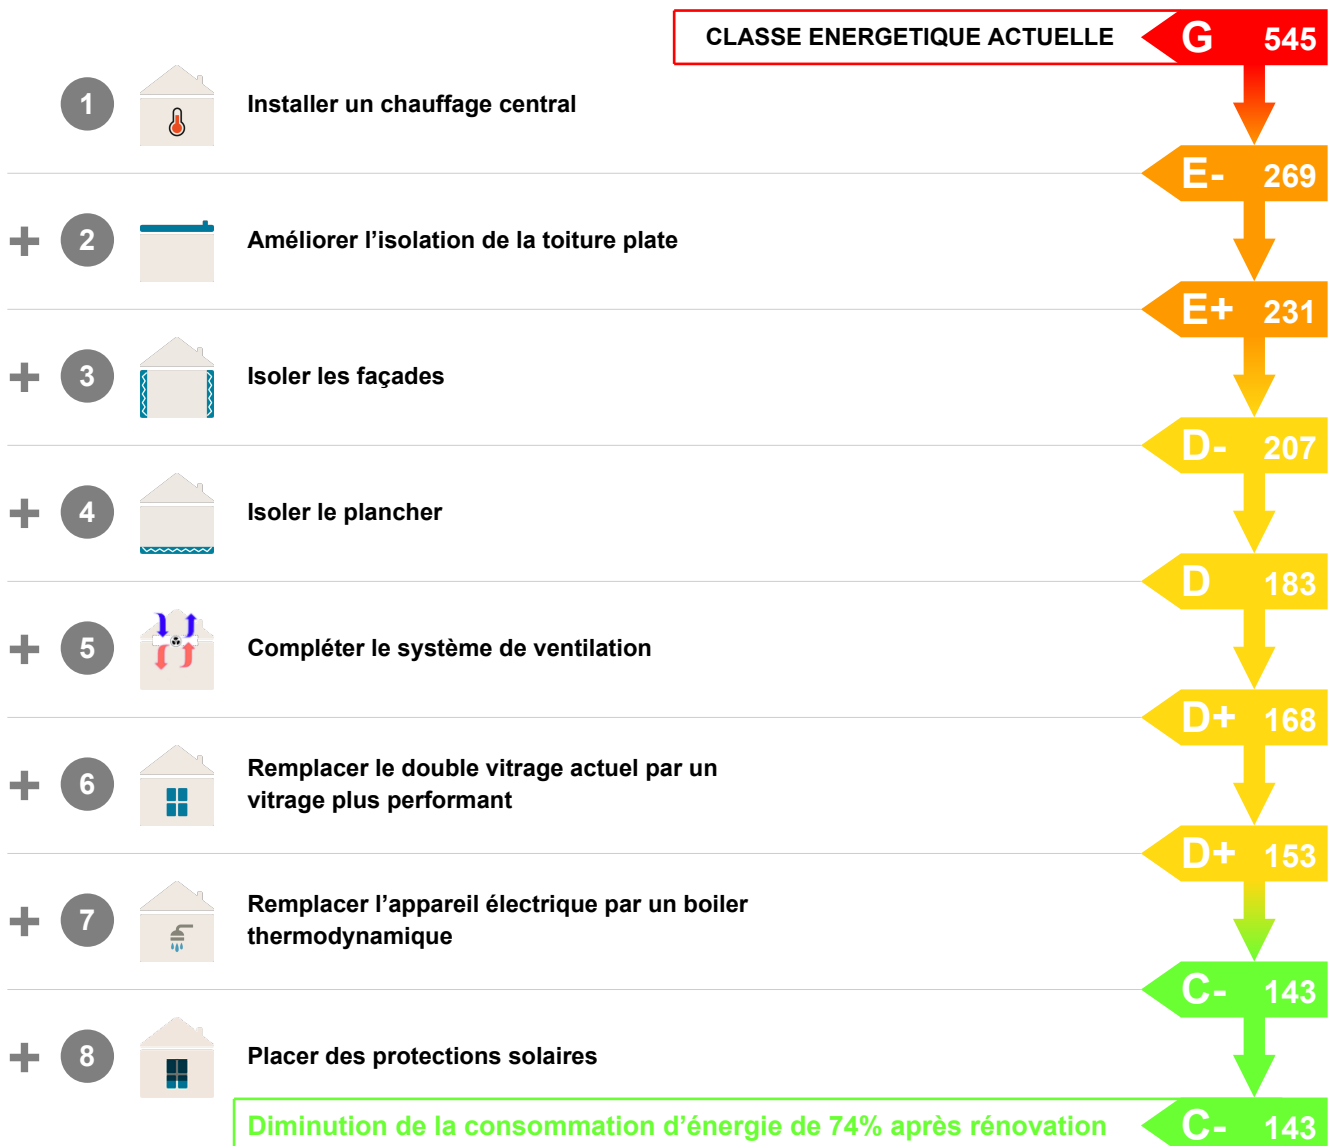 CLASSE ENERGETIQUE ACTUELLE G 545
1 Installer un chauffage central
E- 269
+ 2 Améliorer l’isolation de la toiture plate
E+ 231
+ 3 Isoler les façades
D- 207
+ 4 Isoler le plancher
D 183
+ 5 Compléter le système de ventilation
D+ 168
+ 6 Remplacer le double vitrage actuel par un
vitrage plus performant
D+ 153
+ 7 Remplacer l’appareil électrique par un boiler
thermodynamique
C- 143
+ 8 Placer des protections solaires
Diminution de la consommation d’énergie de 74% après rénovation C- 143